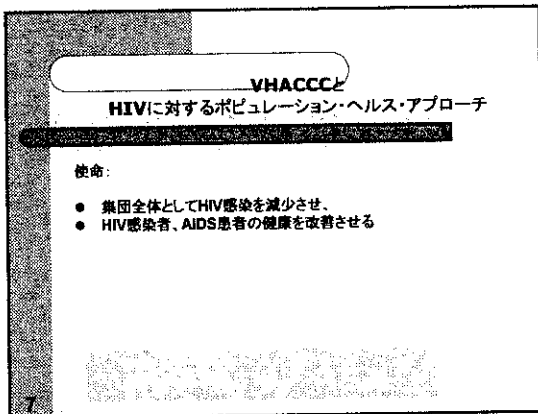 VHACCCと
HIVに対するポピュレーション・ヘルス・アプローチ
使命:
● 集団全体としてHIV感染を減少させ、
● HIV感染者、AIDS患者の健康を改善させる
7